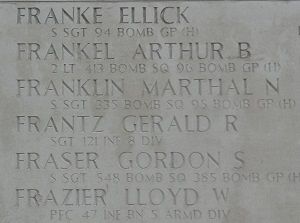 FRANKE ELLICK
S SGT 94 BOMB GP (H)
FRANKEL ARTHUR B
2 LT 413 BOMB SQ 96 BOMB GP (H)
FRANKLIN MARTHAL N
S SGT 335 BOMB SQ 95 BOMB GP (H)
FRANTZ GERALD R
SGT 121 INF 8 DIV
FRASER GORDON S
S SGT 548 BOMB SQ 385 BOMB GP (H)
FRAZIER LLOYD W
PFC 47 INF BN 5 ARMD DIV